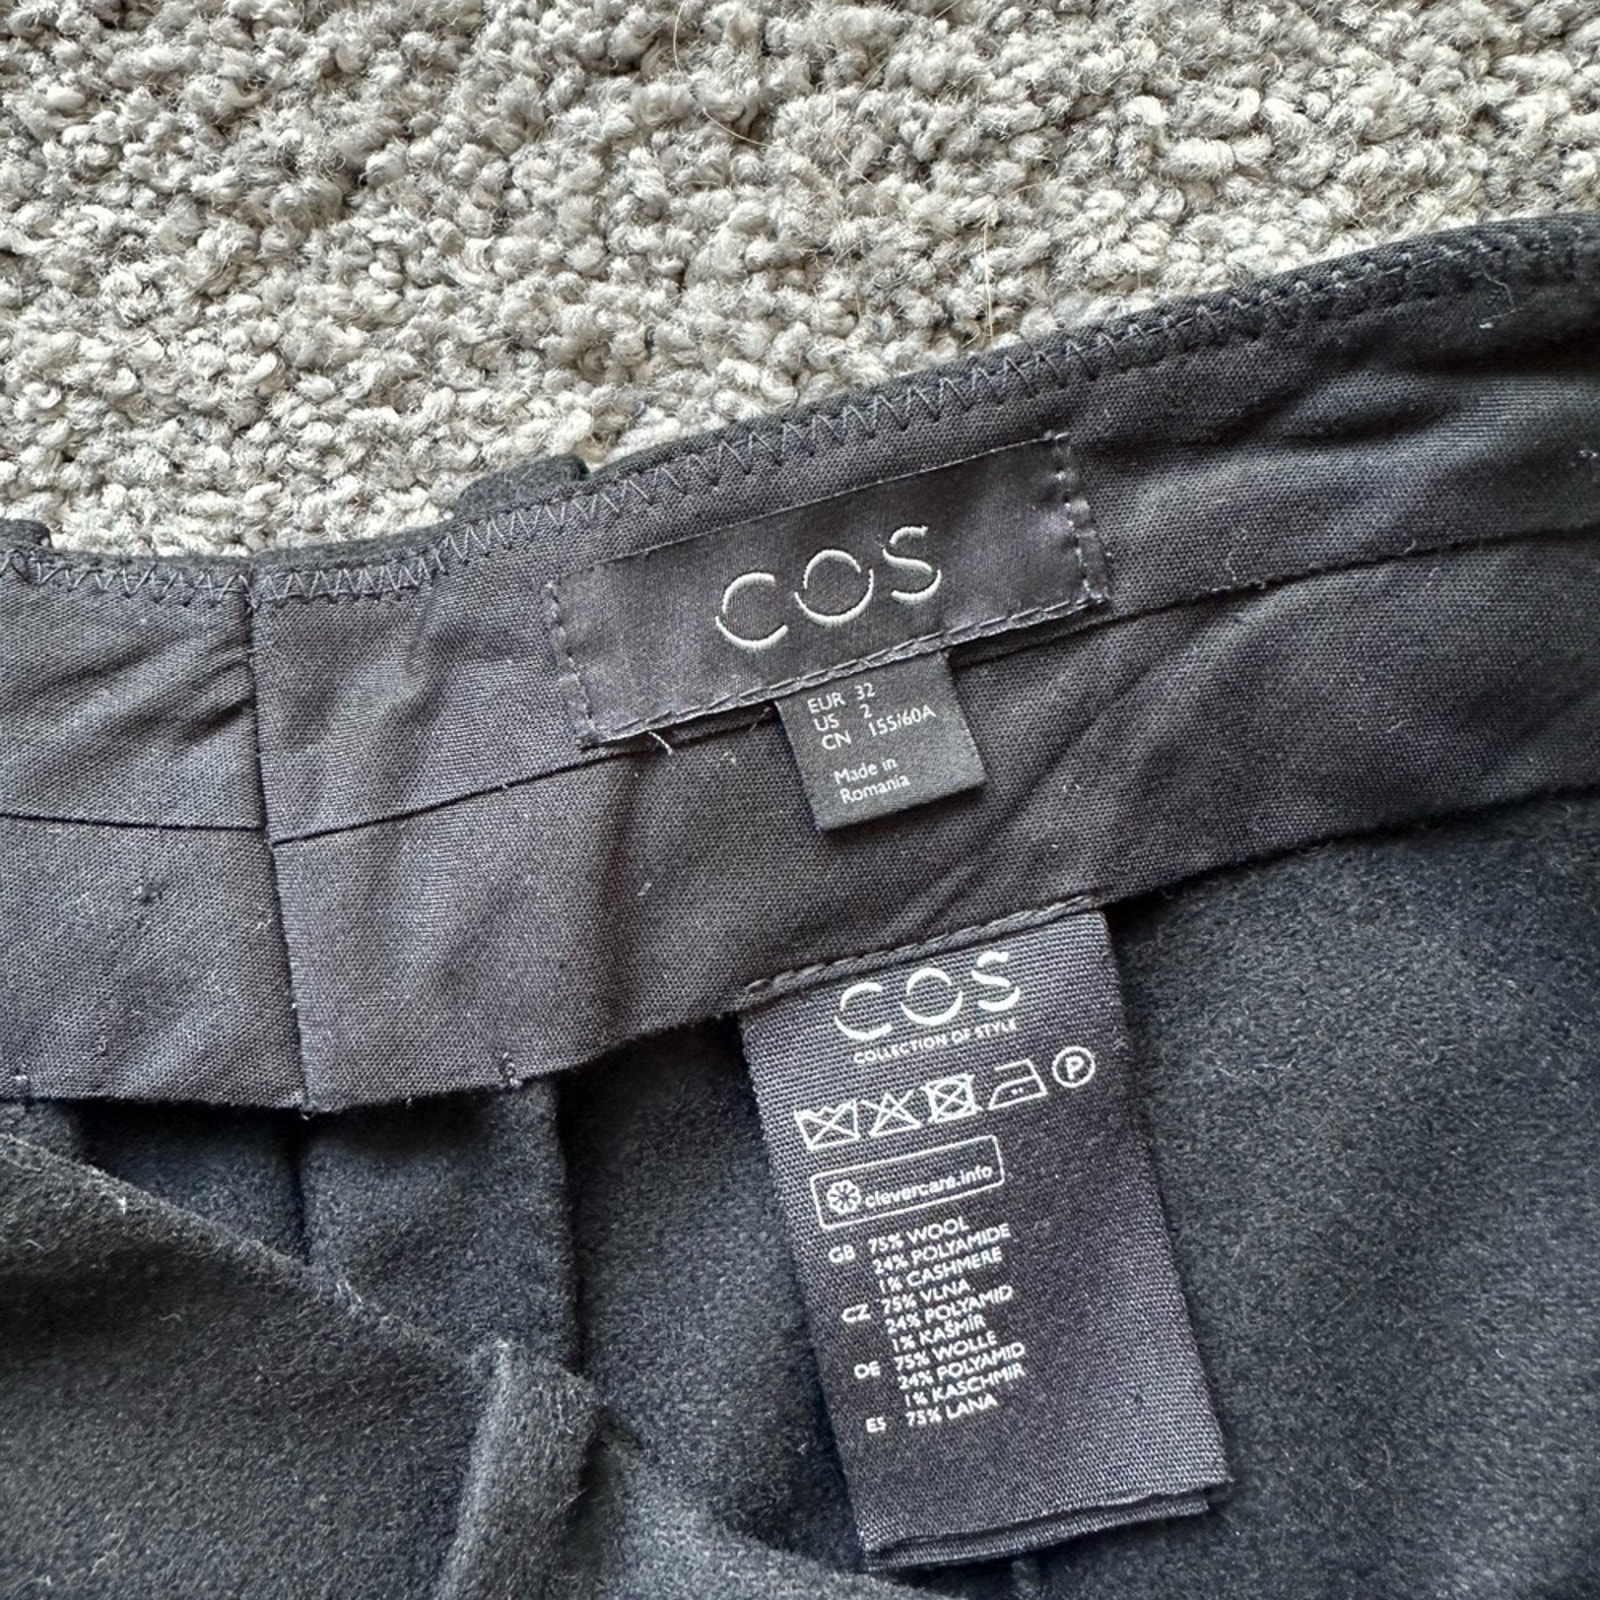 COS
EUR 32
US 2
CN 155/60A
Made in
Romania
COS
COLLECTION OF STYLE
P
clevercare.info
GB 75% WOOL
24% POLYAMIDE
1% CASHMERE
CZ 75% VLNA
24% POLYAMID
1% KAŠMÍR
DE 75% WOLLE
24% POLYAMID
1% KASCHMIR
ES 75% LANA